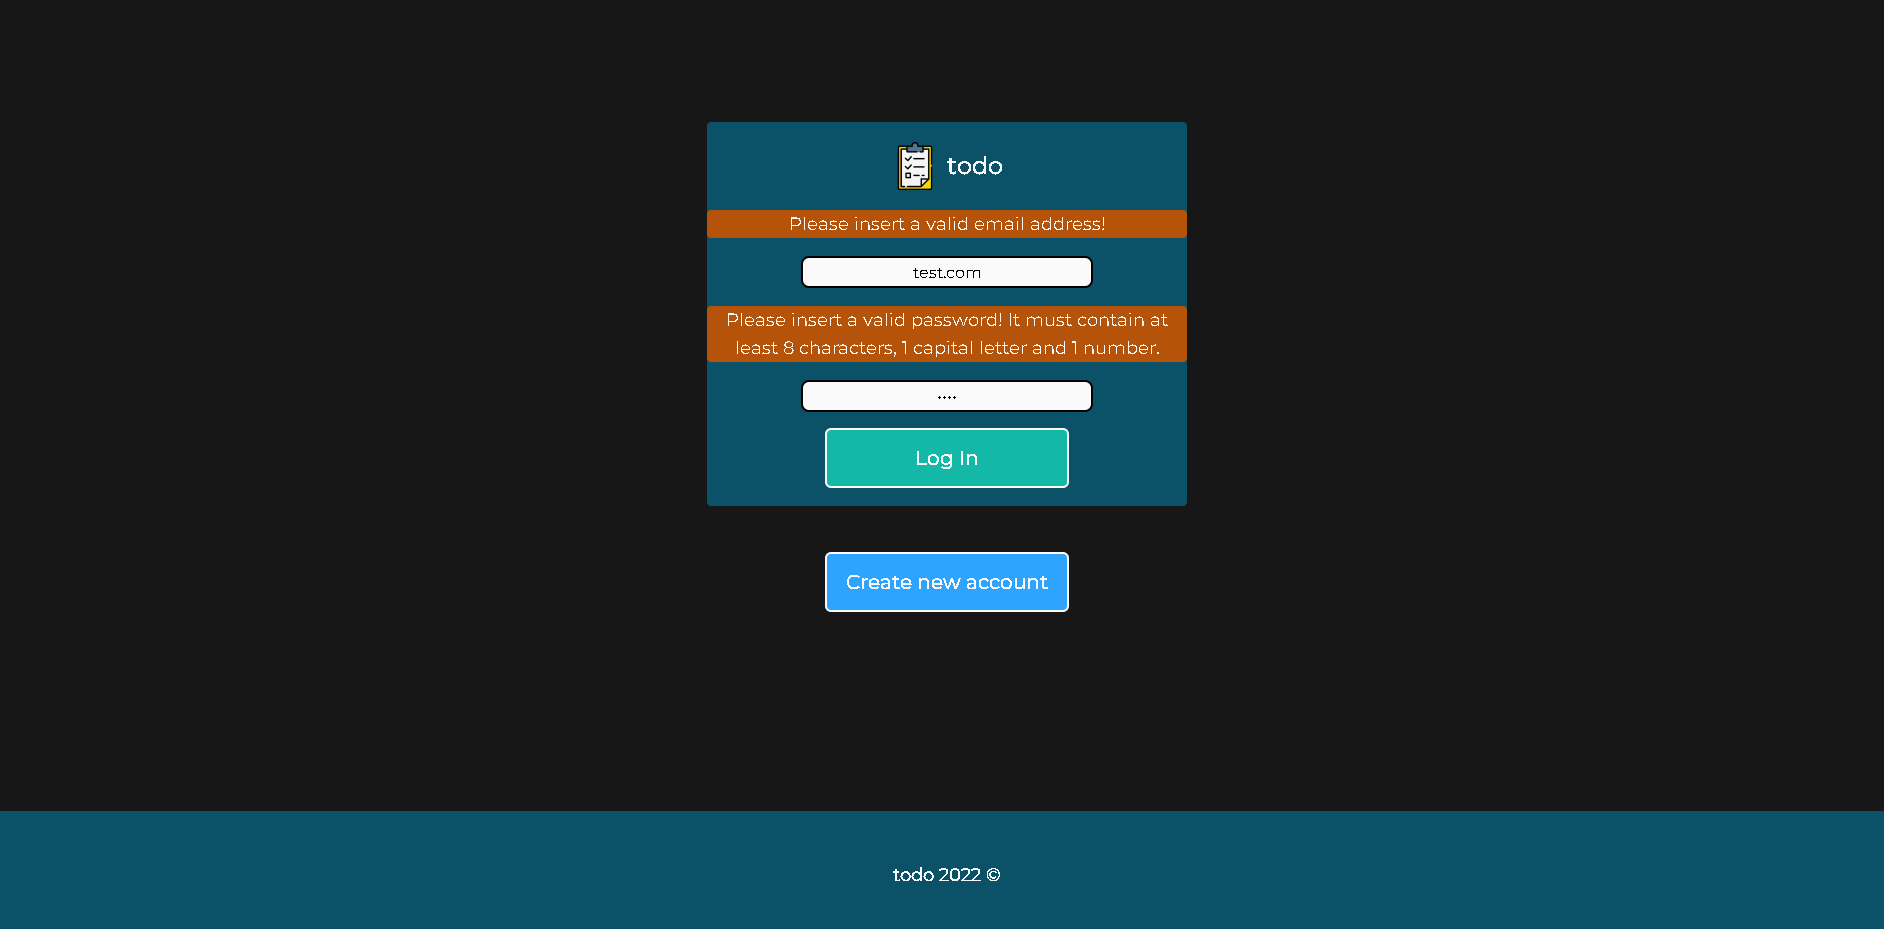 todo
Please insert a valid email address!
test.com
Please insert a valid password! It must contain at
least 8 characters, 1 capital letter and 1 number.
••••
Log In
Create new account
todo 2022 ©